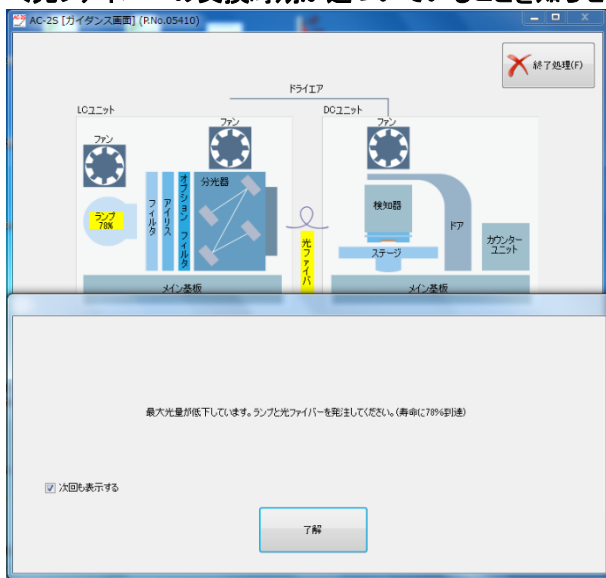 AC-2S [ガイダンス画面] (P.No.05410)
終了処理(F)
ドライエア
LCユニット
DCユニット
ファン
ファン
ファン
ランプ
78%
フィルタ
アイリス
オプション フィルタ
分光器
光ファイバ
検知器
ステージ
ドア
カウンター
ユニット
メイン基板
メイン基板
最大光量が低下しています。ランプと光ファイバーを発注してください。(寿命に78%到達)
次回も表示する
了解